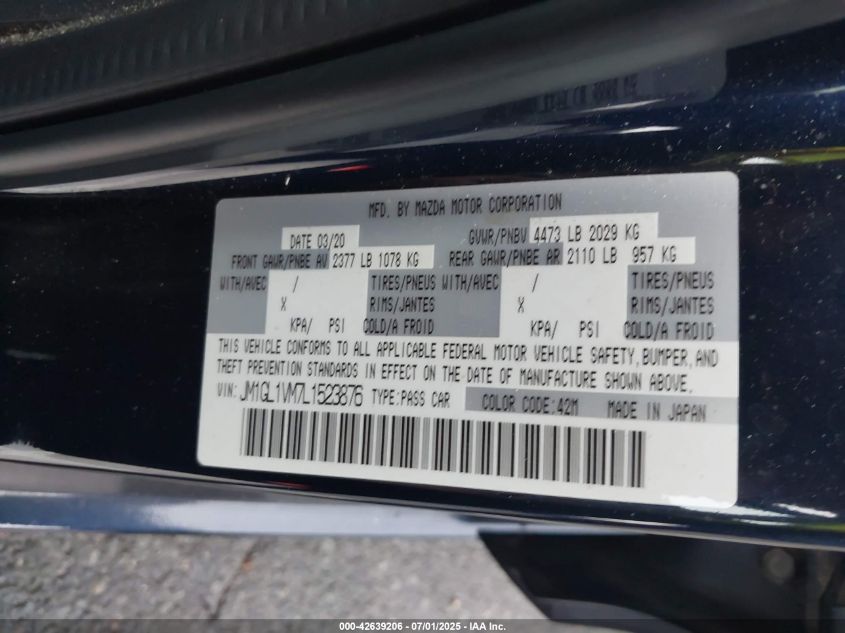 MFD. BY MAZDA MOTOR CORPORATION
DATE 03/20 GVWR/PNBV 4473 LB 2029 KG
FRONT GAWR/PNBE AV 2377 LB 1078 KG REAR GAWR/PNBE AR 2110 LB 957 KG
WITH/AVEC / TIRES/PNEUS WITH/AVEC / TIRES/PNEUS
X RIMS/JANTES X RIMS/JANTES
KPA/ PSI COLD/A FROID KPA/ PSI COLD/A FROID
THIS VEHICLE CONFORMS TO ALL APPLICABLE FEDERAL MOTOR VEHICLE SAFETY, BUMPER, AND
THEFT PREVENTION STANDARDS IN EFFECT ON THE DATE OF MANUFACTURE SHOWN ABOVE.
VIN: JM1GL1VM7L1523876 TYPE:PASS CAR COLOR CODE:42M MADE IN JAPAN
000-42639206 - 07/01/2025 - IAA Inc.